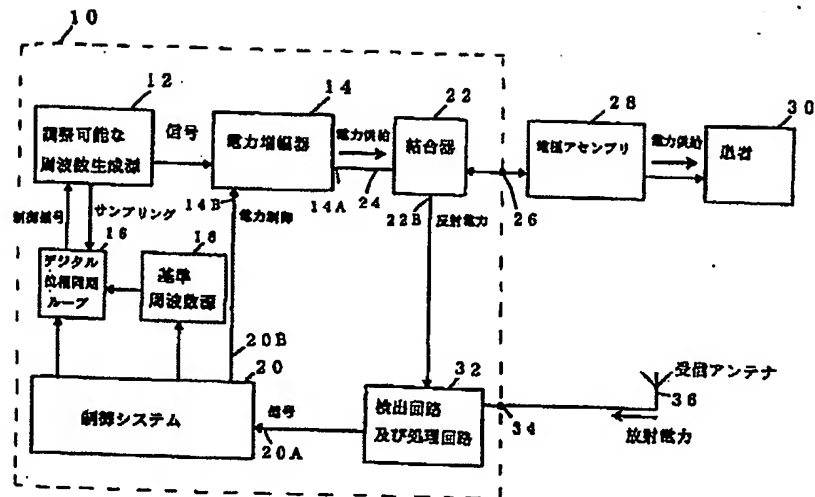 10
12
調整可能な
周波数生成源
信号
14
電力増幅器
電力供給
22
結合器
28
電極アセンブリ
電力供給
30
患者
制御信号
サンプリング
14B
電力制御
14A
24
22B
反射電力
26
16
デジタル
位相同期
ループ
18
基準
周波数源
20B
20
制御システム
信号
20A
32
検出回路
及び処理回路
34
受信アンテナ
36
放射電力